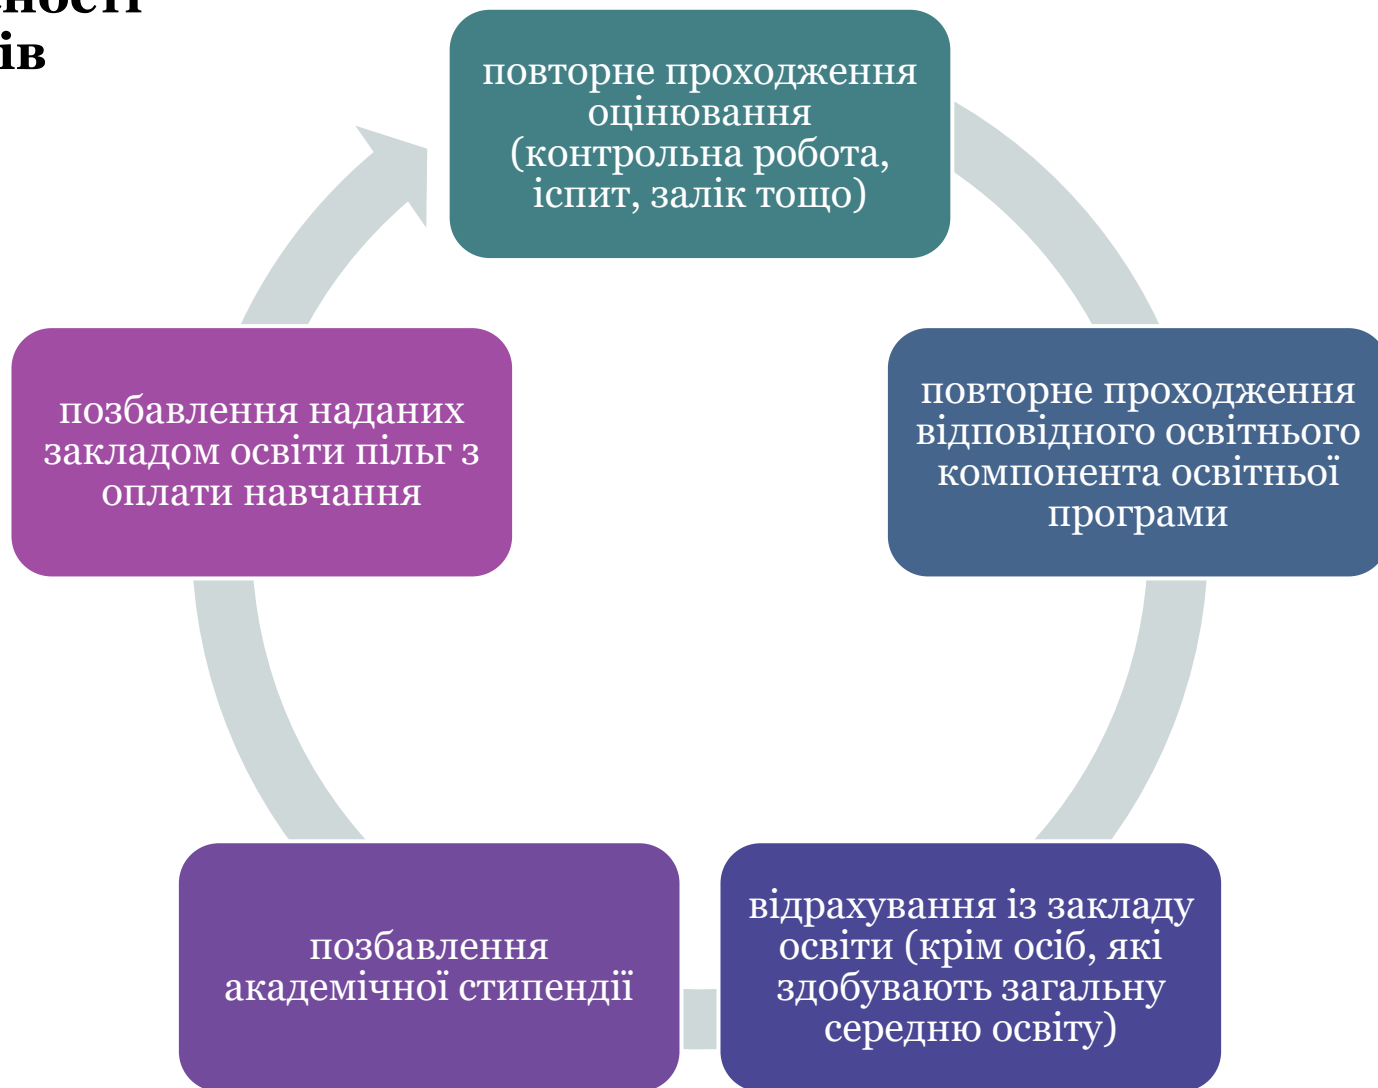 повторне проходження
оцінювання
(контрольна робота,
іспит, залік тощо)
повторне проходження
відповідного освітнього
компонента освітньої
програми
відрахування із закладу
освіти (крім осіб, які
здобувають загальну
середню освіту)
позбавлення
академічної стипендії
позбавлення наданих
закладом освіти пільг з
оплати навчання